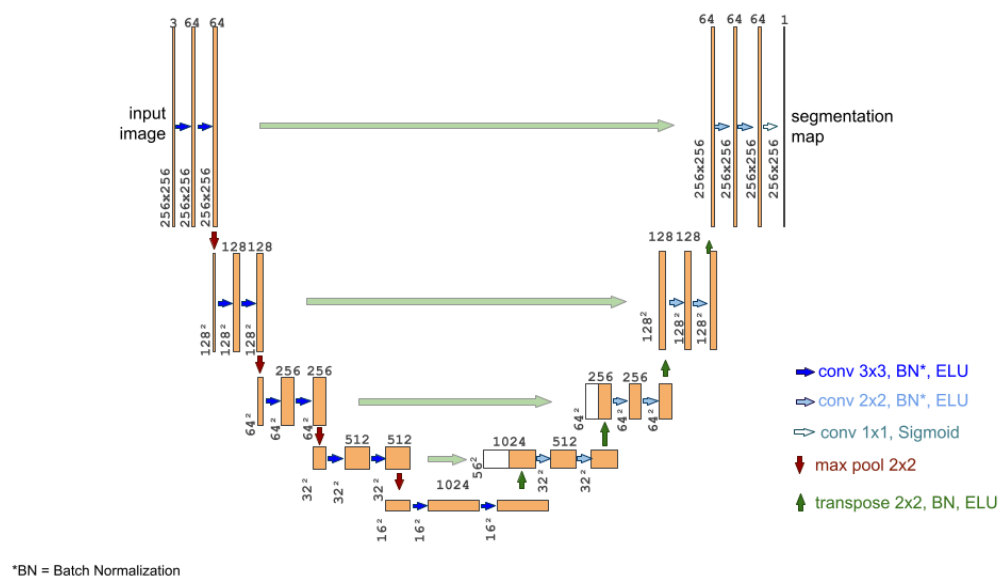 3 64 64
64 64 64 1
input
image
segmentation
map
256x256
256x256
256x256
256x256
256x256
256x256
256x256
128 128
128 128
128²
128²
128²
128²
128²
128²
256 256
256 256
64²
64²
64²
64²
64²
64²
512 512
1024 512
32²
32²
32²
56²
32²
32²
1024
16²
16²
16²
conv 3x3, BN*, ELU
conv 2x2, BN*, ELU
conv 1x1, Sigmoid
max pool 2x2
transpose 2x2, BN, ELU
*BN = Batch Normalization